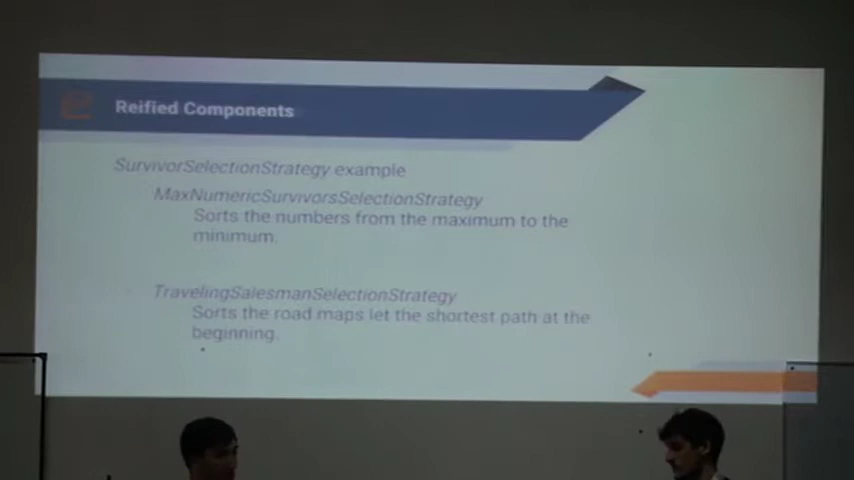 Reified Components
SurvivorSelectionStrategy example
MaxNumericSurvivorsSelectionStrategy
Sorts the numbers from the maximum to the
minimum.
TravelingSalesmanSelectionStrategy
Sorts the road maps let the shortest path at the
beginning.